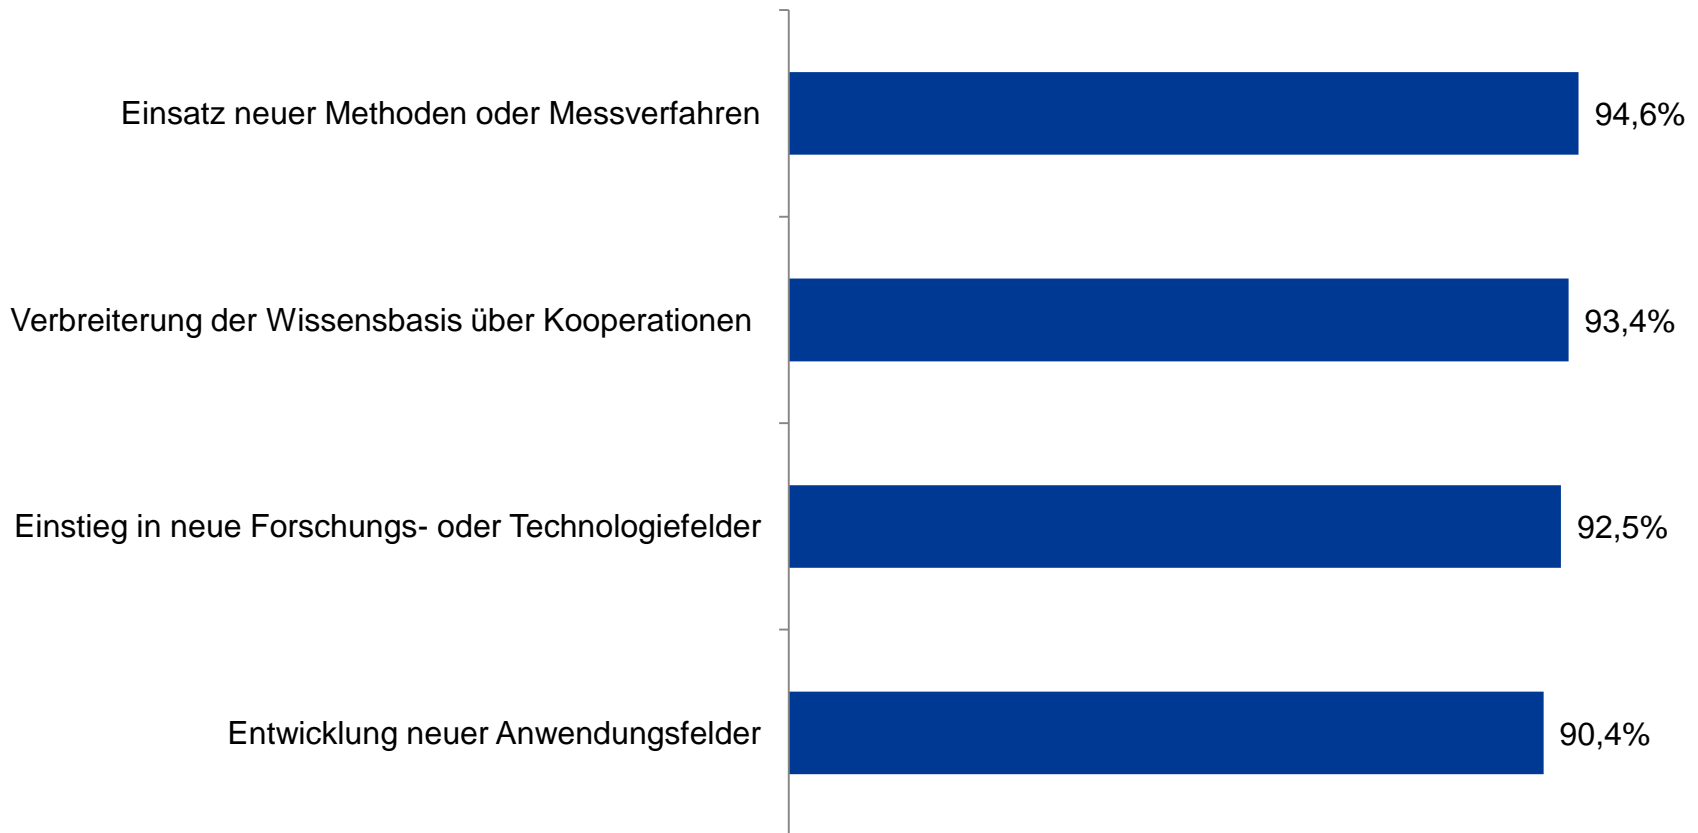 Einsatz neuer Methoden oder Messverfahren 94,6%
Verbreiterung der Wissensbasis über Kooperationen 93,4%
Einstieg in neue Forschungs- oder Technologiefelder 92,5%
Entwicklung neuer Anwendungsfelder 90,4%